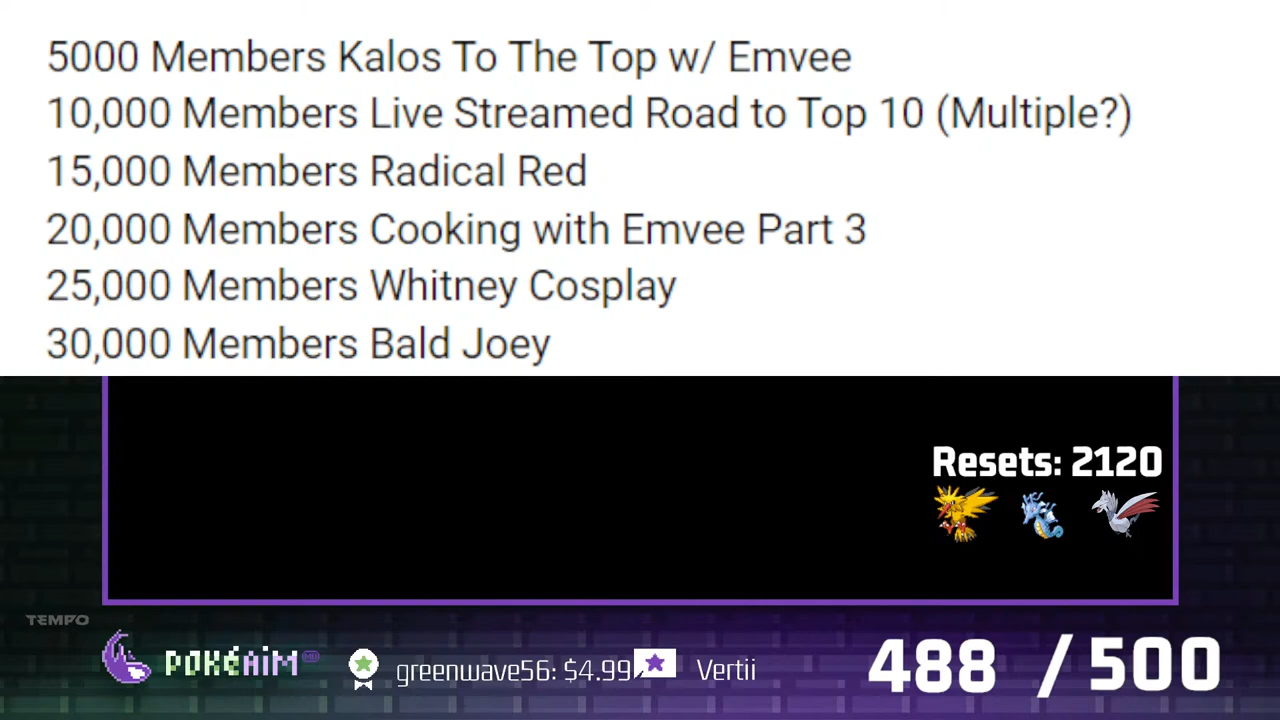 5000 Members Kalos To The Top w/ Emvee
10,000 Members Live Streamed Road to Top 10 (Multiple?)
15,000 Members Radical Red
20,000 Members Cooking with Emvee Part 3
25,000 Members Whitney Cosplay
30,000 Members Bald Joey
Resets: 2120
TEMPO
POKÉAIM MD
greenwave56: $4.99
Vertii
488 / 500